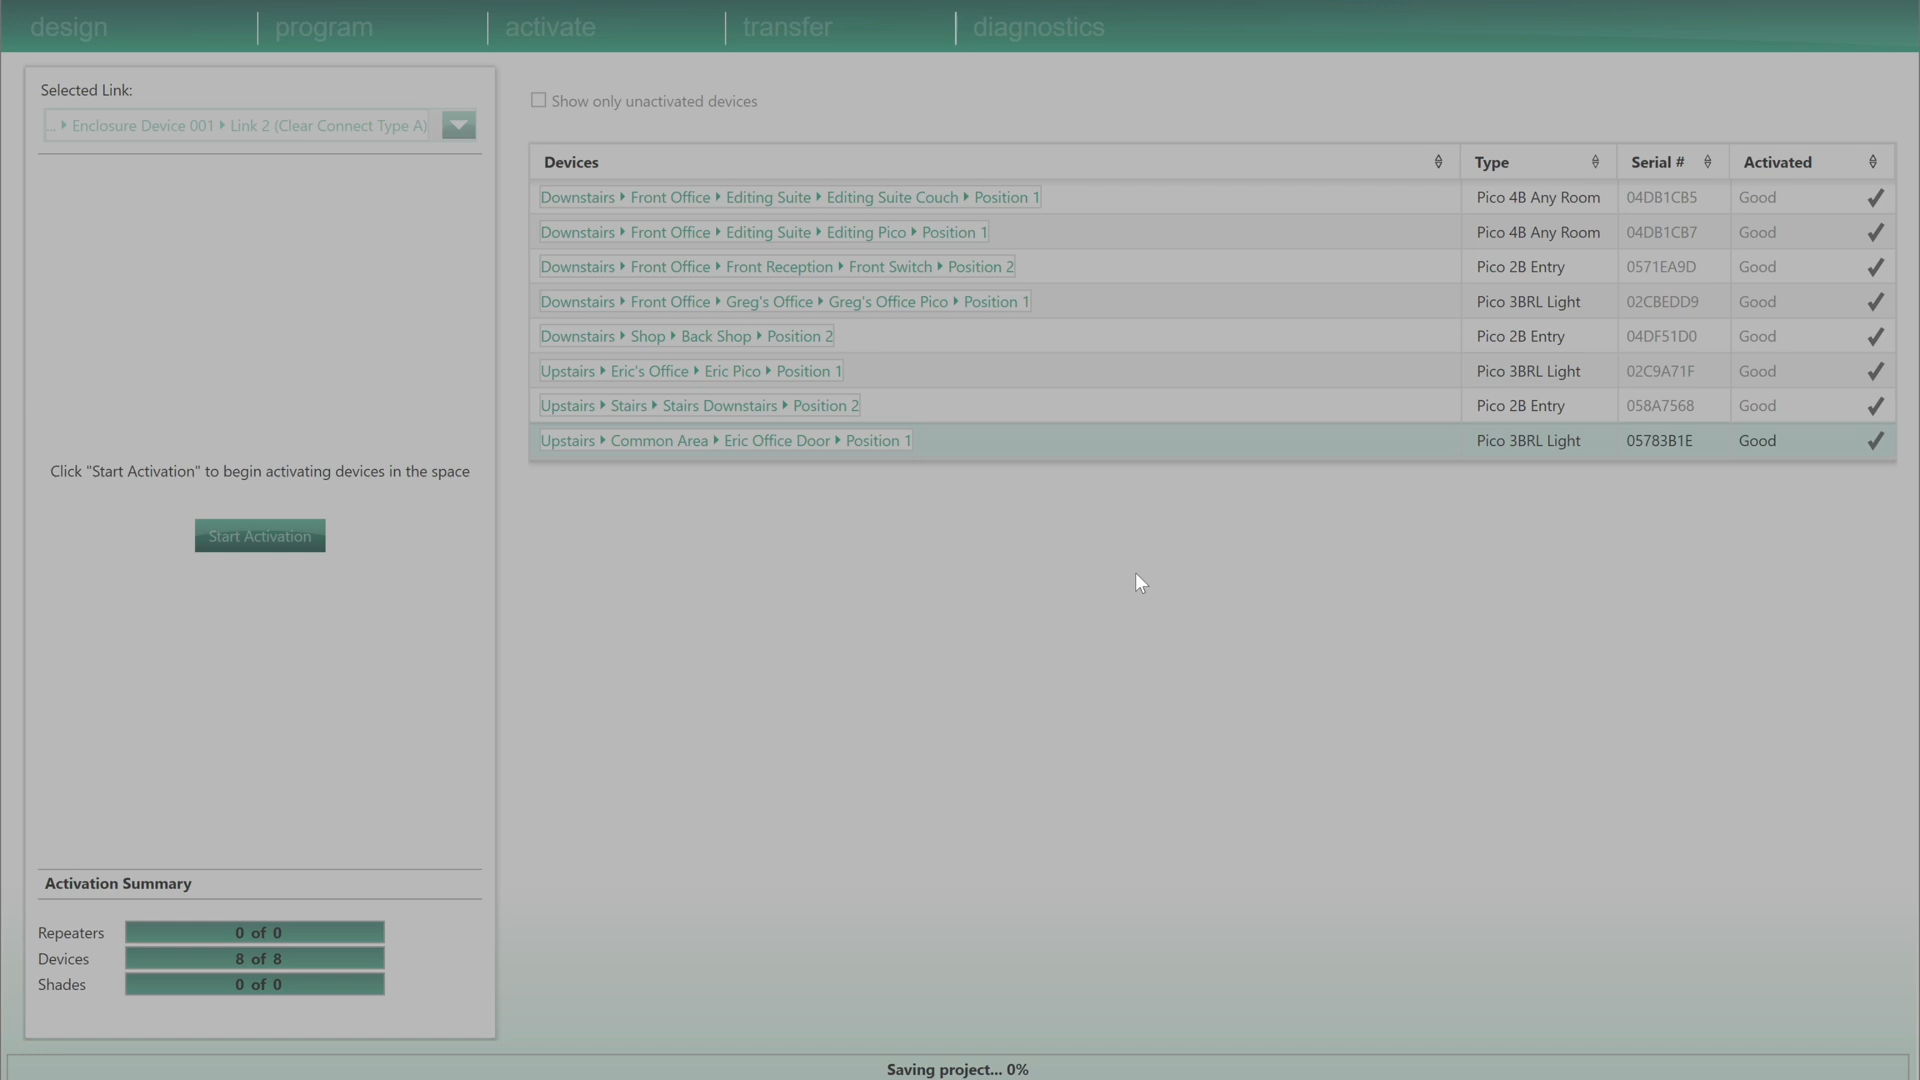 design program activate transfer diagnostics
Selected Link:
... Enclosure Device 001 Link 2 (Clear Connect Type A)
Click "Start Activation" to begin activating devices in the space
Start Activation
Activation Summary
Repeaters 0 of 0
Devices 8 of 8
Shades 0 of 0
Show only unactivated devices
Devices Type Serial # Activated
Downstairs Front Office Editing Suite Editing Suite Couch Position 1 Pico 4B Any Room 04DB1CB5 Good
Downstairs Front Office Editing Suite Editing Pico Position 1 Pico 4B Any Room 04DB1CB7 Good
Downstairs Front Office Front Reception Front Switch Position 2 Pico 2B Entry 0571EA9D Good
Downstairs Front Office Greg's Office Greg's Office Pico Position 1 Pico 3BRL Light 02CBEDD9 Good
Downstairs Shop Back Shop Position 2 Pico 2B Entry 04DF51D0 Good
Upstairs Eric's Office Eric Pico Position 1 Pico 3BRL Light 02C9A71F Good
Upstairs Stairs Stairs Downstairs Position 2 Pico 2B Entry 058A7568 Good
Upstairs Common Area Eric Office Door Position 1 Pico 3BRL Light 05783B1E Good
Saving project... 0%